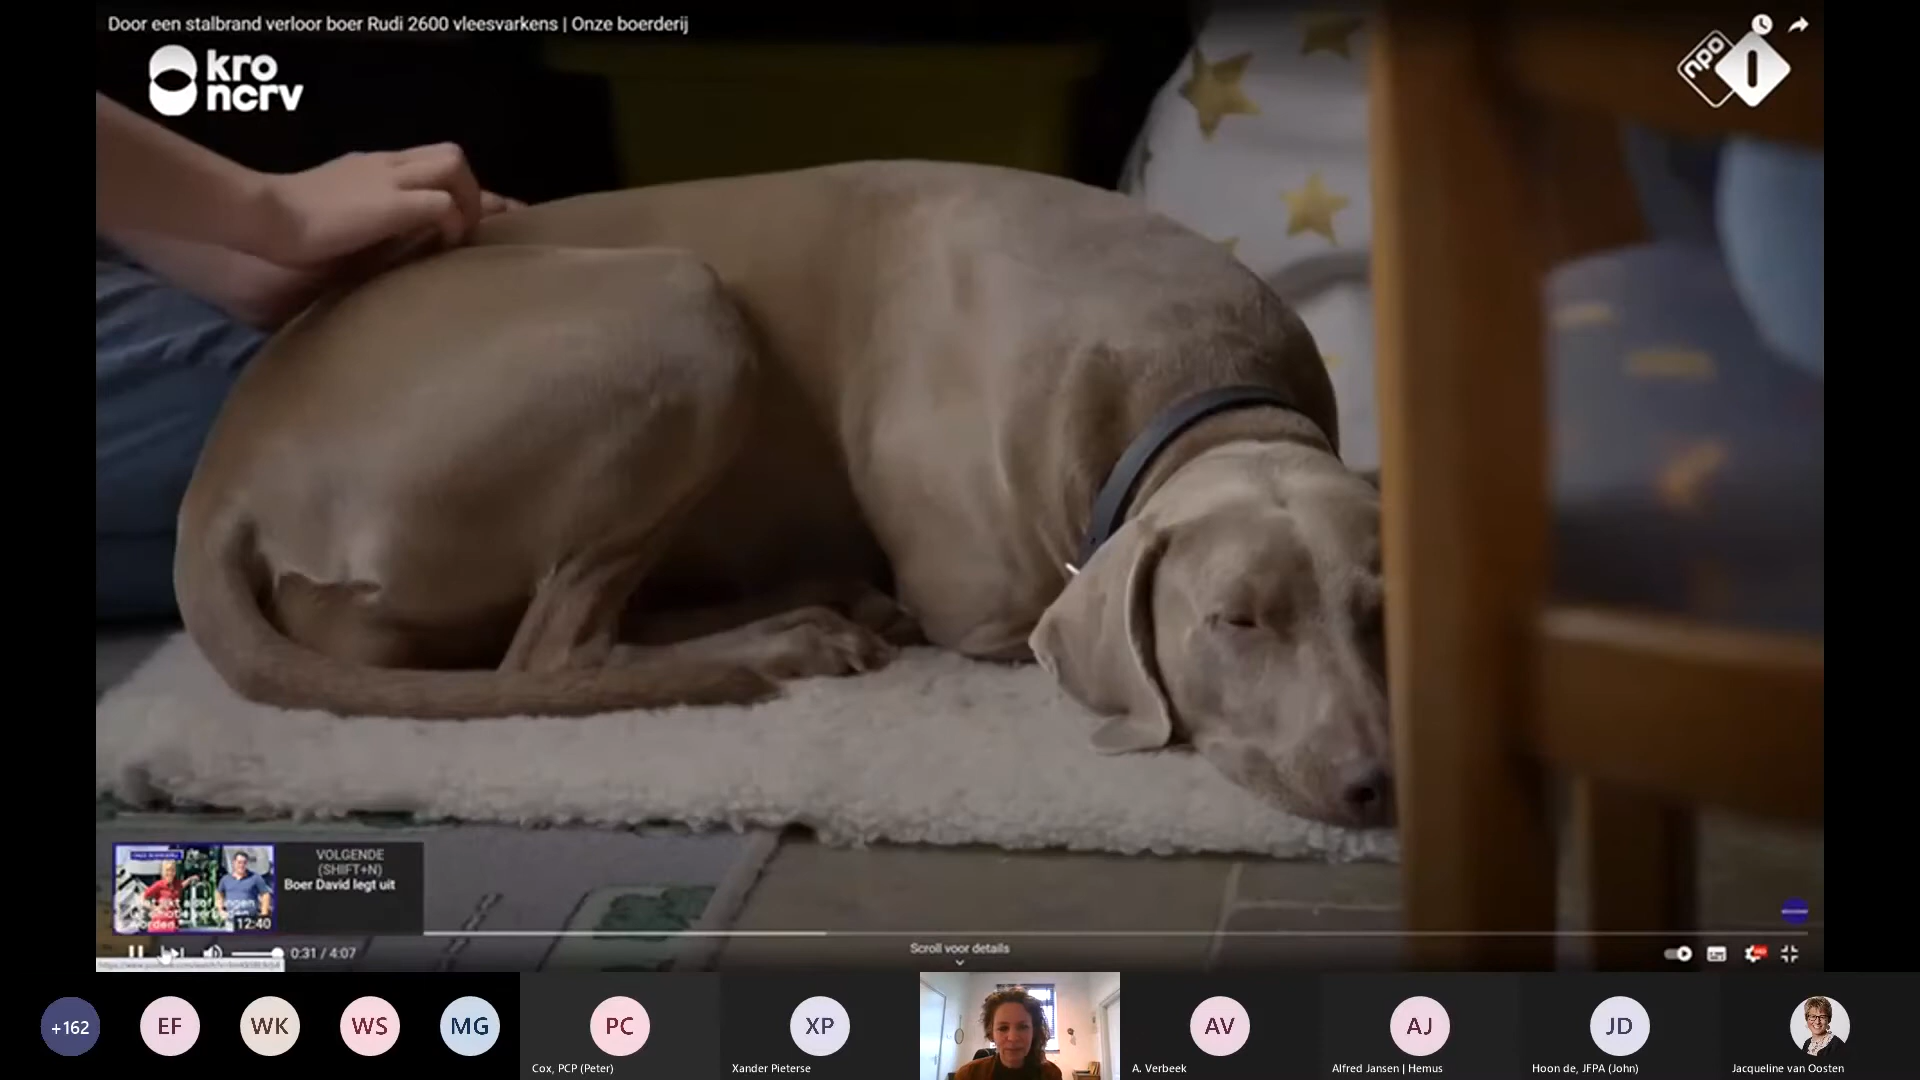 Door een stalbrand verloor boer Rudi 2600 vleesvarkens | Onze boerderij
kro
ncrv
npo
1
VOLGENDE
(SHIFT+N)
Boer David legt uit
12:40
0:31 / 4:07
Scroll voor details
+162
EF
WK
WS
MG
PC
XP
AV
AJ
JD
Cox, PCP (Peter)
Xander Pieterse
A. Verbeek
Alfred Jansen | Hemus
Hoon de, JFPA (John)
Jacqueline van Oosten